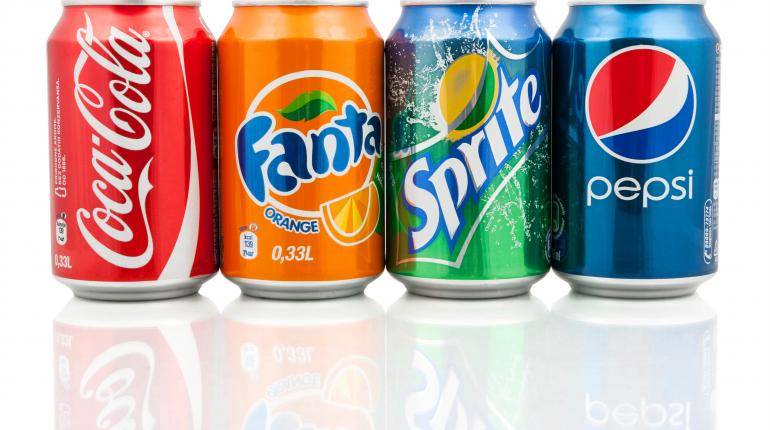 Coca-Cola
0,33L
Fanta
ORANGE
0,33L
Sprite
pepsi